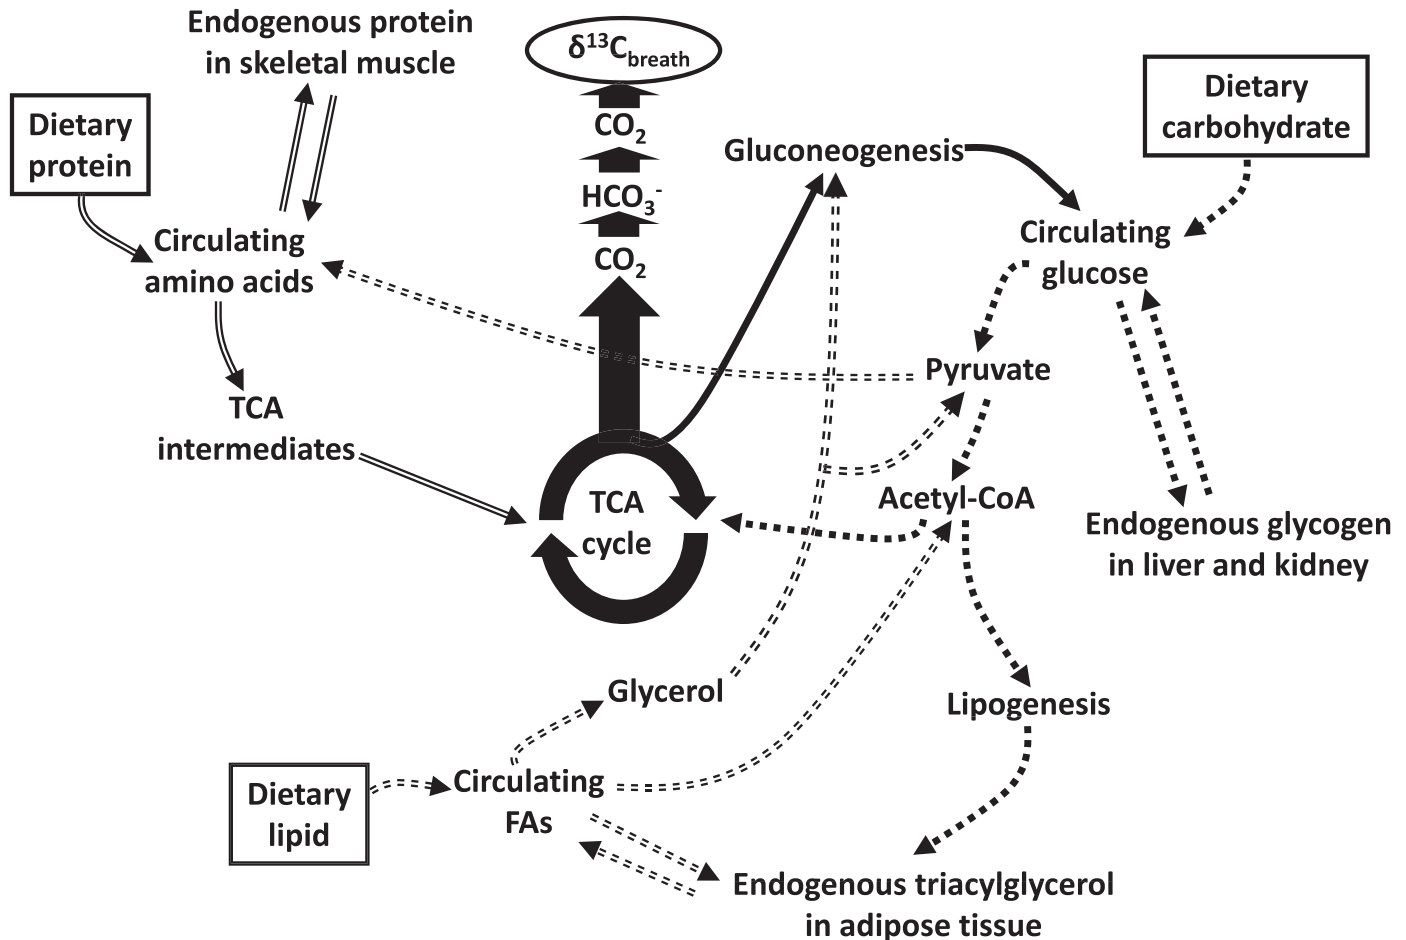 Endogenous protein
in skeletal muscle
δ¹³C_breath
Dietary
carbohydrate
Dietary
protein
CO₂
Gluconeogenesis
HCO₃⁻
Circulating
glucose
Circulating
amino acids
CO₂
Pyruvate
TCA
intermediates
Acetyl-CoA
TCA
cycle
Endogenous glycogen
in liver and kidney
Glycerol
Lipogenesis
Dietary
lipid
Circulating
FAs
Endogenous triacylglycerol
in adipose tissue